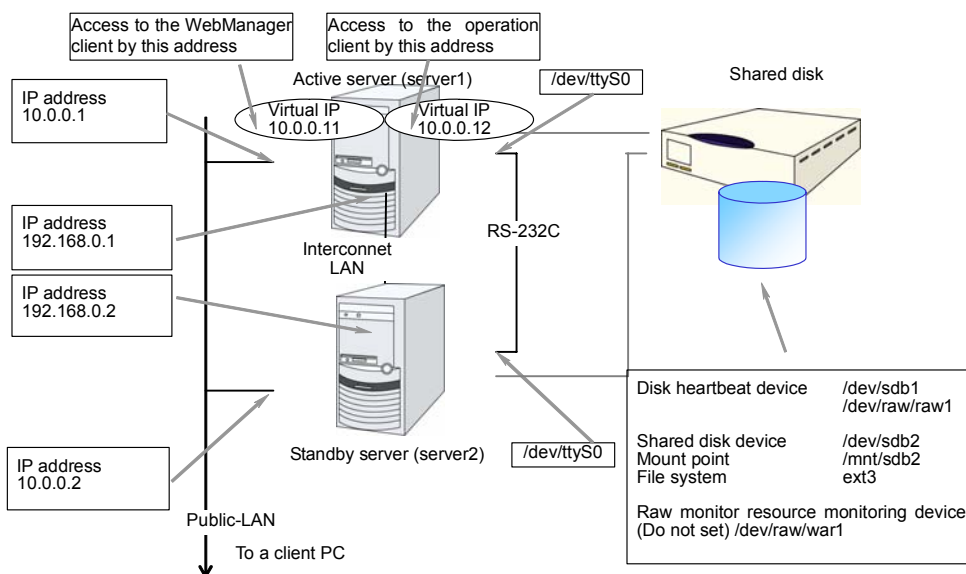 Access to the WebManager
client by this address
Access to the operation
client by this address
Active server (server1)
/dev/ttyS0
Shared disk
IP address
10.0.0.1
Virtual IP
10.0.0.11
Virtual IP
10.0.0.12
IP address
192.168.0.1
Interconnet
LAN
RS-232C
IP address
192.168.0.2
Disk heartbeat device /dev/sdb1
/dev/raw/raw1
Shared disk device /dev/sdb2
Mount point /mnt/sdb2
File system ext3
Raw monitor resource monitoring device
(Do not set) /dev/raw/war1
Standby server (server2)
/dev/ttyS0
IP address
10.0.0.2
Public-LAN
To a client PC